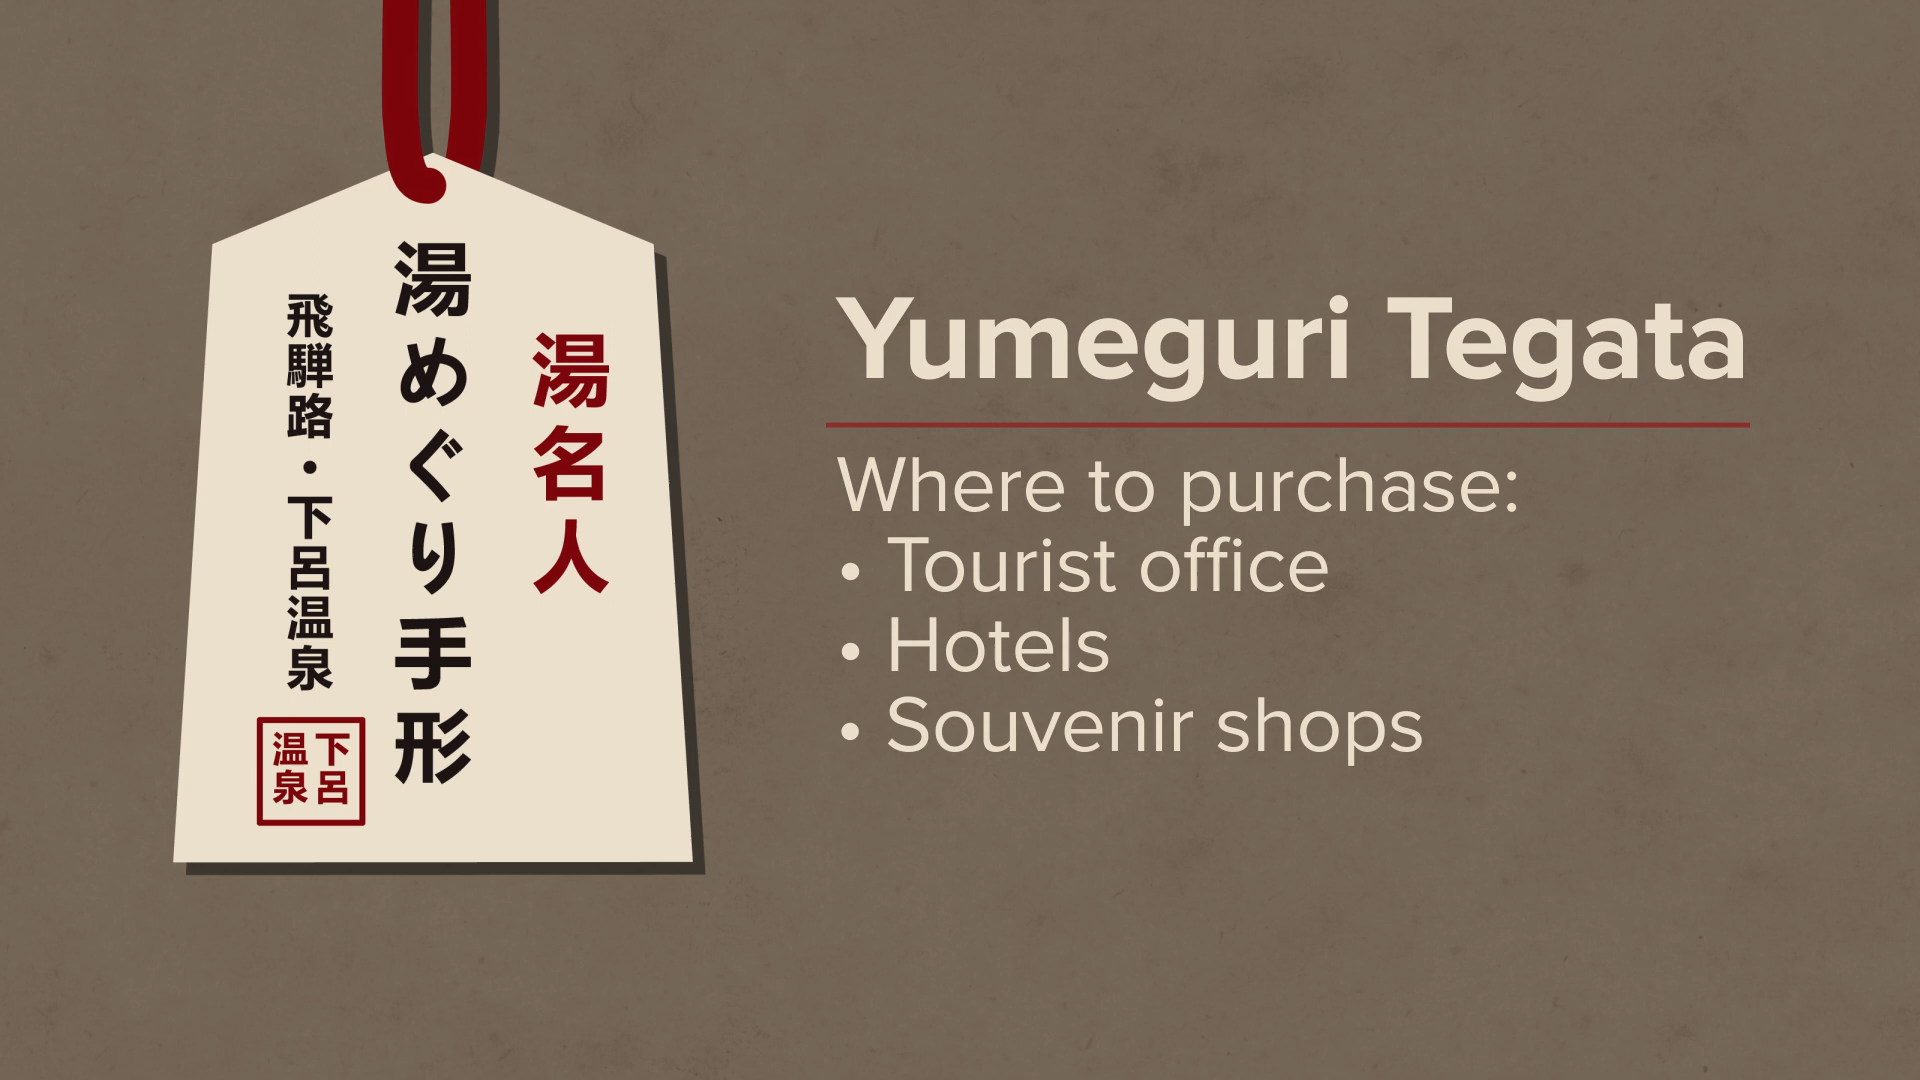 湯名人
湯めぐり手形
飛騨路・下呂温泉
下呂
温泉
Yumeguri Tegata
Where to purchase:
• Tourist office
• Hotels
• Souvenir shops